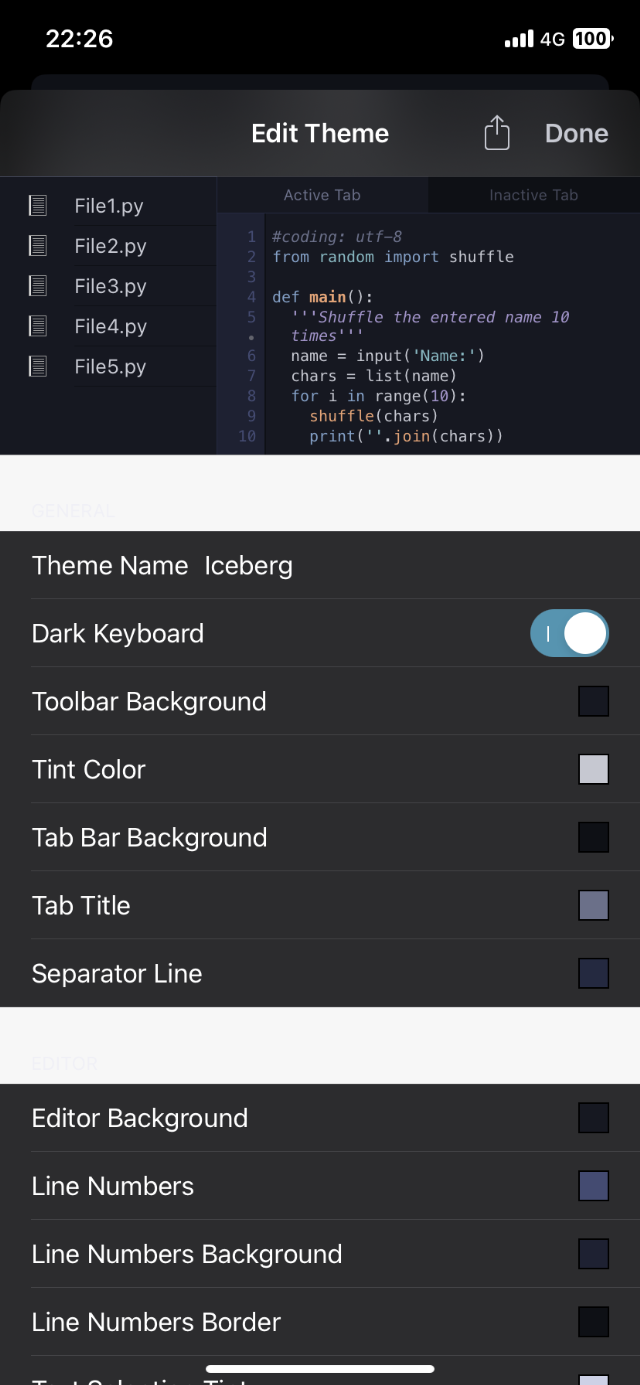 22:26
4G 100
Edit Theme
Done
File1.py
File2.py
File3.py
File4.py
File5.py
Active Tab
Inactive Tab
1 #coding: utf-8
2 from random import shuffle
3
4 def main():
5 '''Shuffle the entered name 10
• times'''
6 name = input('Name:')
7 chars = list(name)
8 for i in range(10):
9 shuffle(chars)
10 print(''.join(chars))
GENERAL
Theme Name Iceberg
Dark Keyboard
Toolbar Background
Tint Color
Tab Bar Background
Tab Title
Separator Line
EDITOR
Editor Background
Line Numbers
Line Numbers Background
Line Numbers Border
Text Selection Tint